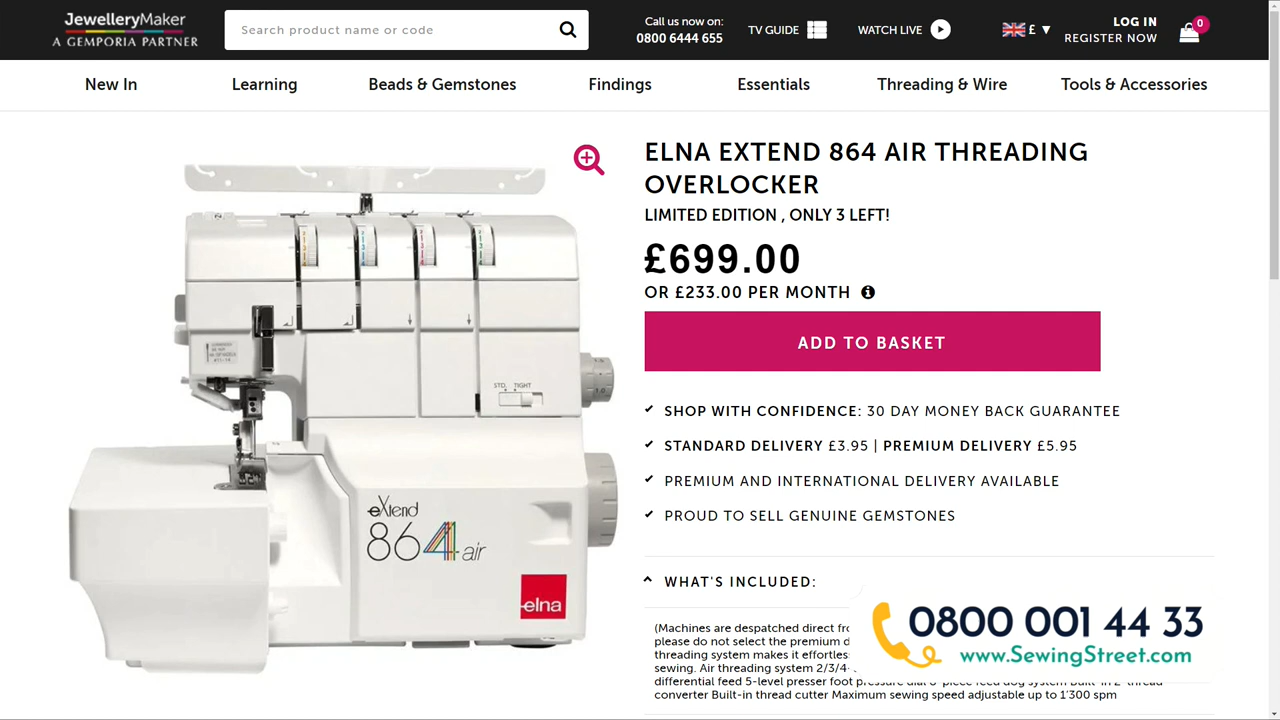 JewelleryMaker
A GEMPORIA PARTNER
Search product name or code
Call us now on:
0800 6444 655
TV GUIDE
WATCH LIVE
£ ▼
LOG IN
REGISTER NOW
0
New In
Learning
Beads & Gemstones
Findings
Essentials
Threading & Wire
Tools & Accessories
ELNA EXTEND 864 AIR THREADING
OVERLOCKER
LIMITED EDITION , ONLY 3 LEFT!
£699.00
OR £233.00 PER MONTH
ADD TO BASKET
SHOP WITH CONFIDENCE: 30 DAY MONEY BACK GUARANTEE
STANDARD DELIVERY £3.95 | PREMIUM DELIVERY £5.95
PREMIUM AND INTERNATIONAL DELIVERY AVAILABLE
PROUD TO SELL GENUINE GEMSTONES
WHAT'S INCLUDED:
(Machines are despatched direct
please do not select the premium
threading system makes it
sewing. Air threading system
differential feed 5-level presser foot
converter Built-in thread cutter Maximum sewing speed adjustable up to 1'300 spm
0800 001 44 33
www.SewingStreet.com
STD. TIGHT
eXtend
864 air
elna